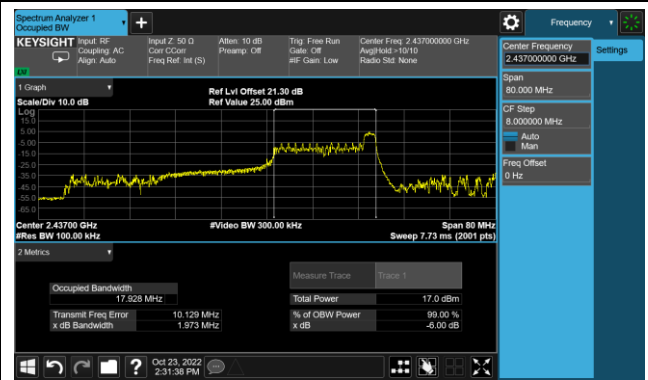 Spectrum Analyzer 1
Occupied BW
Frequency
KEYSIGHT
Input: RF
Coupling: AC
Align: Auto
Input Z: 50 Ω
Corr CCorr
Freq Ref: Int (S)
Atten: 10 dB
Preamp: Off
Trig: Free Run
Gate: Off
#IF Gain: Low
Center Freq: 2.437000000 GHz
Avg|Hold:>10/10
Radio Std: None
LXI
Center Frequency
2.437000000 GHz
Settings
Span
80.000 MHz
CF Step
8.000000 MHz
Auto
Man
Freq Offset
0 Hz
1 Graph
Scale/Div 10.0 dB
Ref Lvl Offset 21.30 dB
Ref Value 25.00 dBm
Log
15.0
5.00
-5.00
-15.0
-25.0
-35.0
-45.0
-55.0
-65.0
Center 2.43700 GHz
#Video BW 300.00 kHz
Span 80 MHz
#Res BW 100.00 kHz
Sweep 7.73 ms (2001 pts)
2 Metrics
Measure Trace
Trace 1
Occupied Bandwidth
17.928 MHz
Total Power
17.0 dBm
Transmit Freq Error
10.129 MHz
% of OBW Power
99.00 %
x dB Bandwidth
1.973 MHz
x dB
-6.00 dB
?
Oct 23, 2022
2:31:38 PM